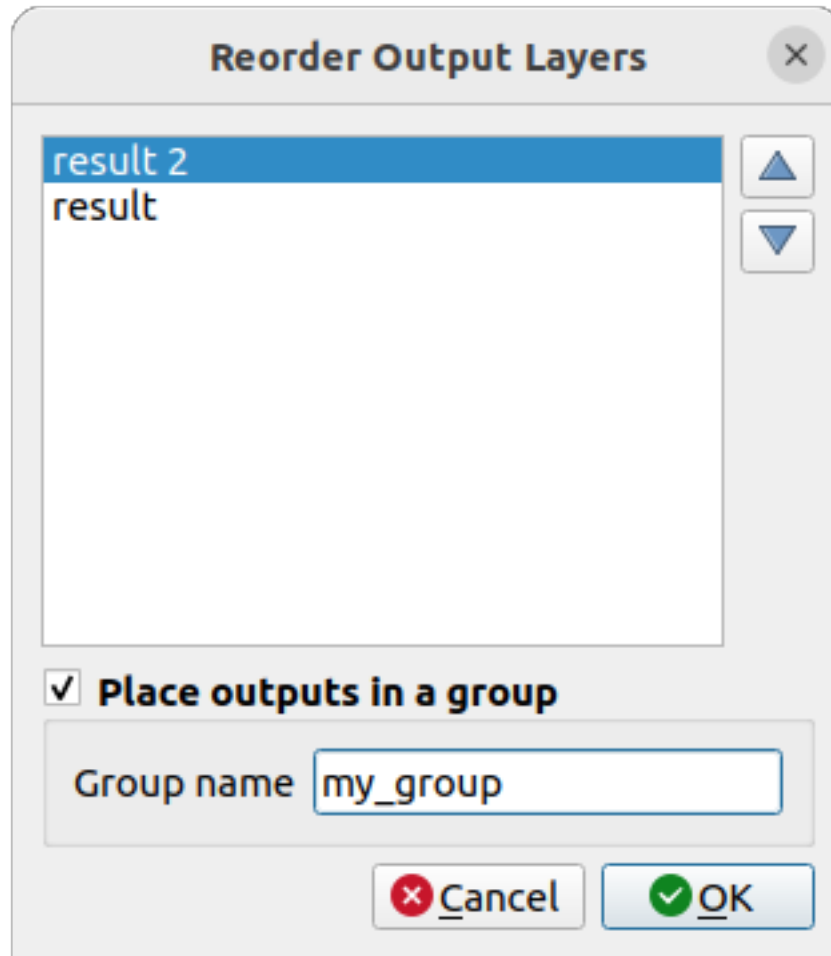 Reorder Output Layers
result 2
result
Place outputs in a group
Group name my_group
Cancel OK